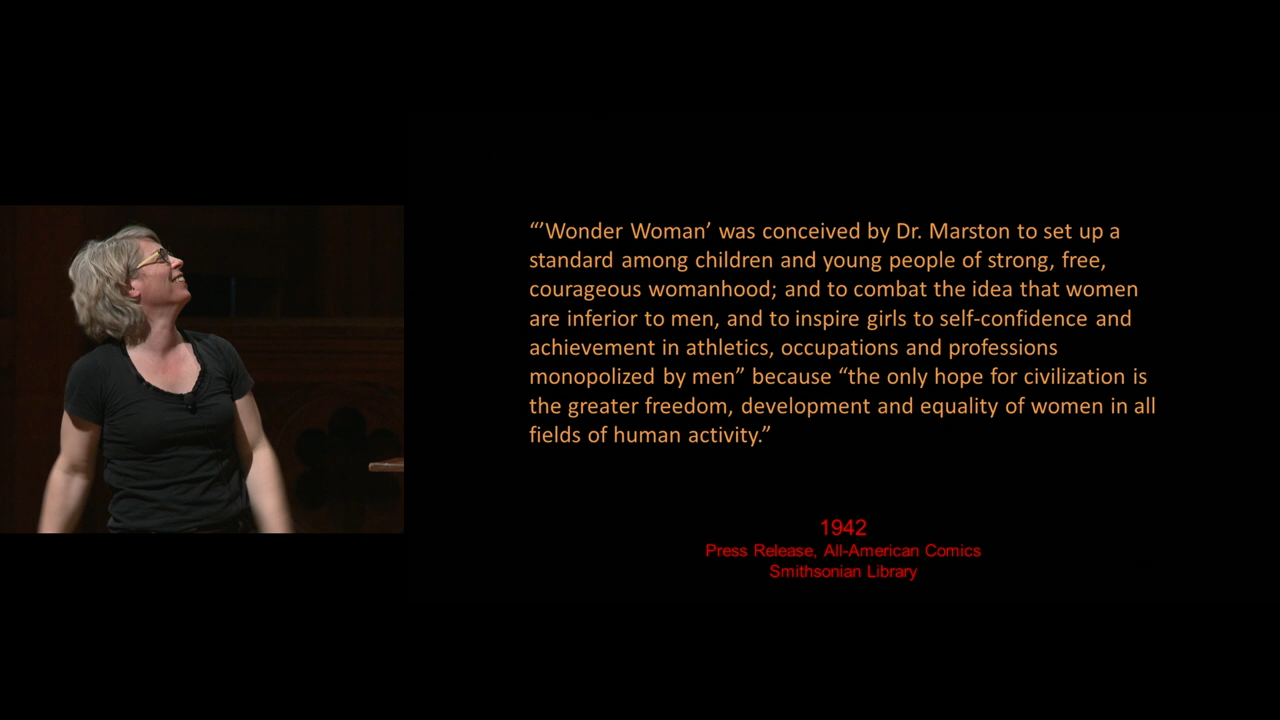 “’Wonder Woman’ was conceived by Dr. Marston to set up a
standard among children and young people of strong, free,
courageous womanhood; and to combat the idea that women
are inferior to men, and to inspire girls to self-confidence and
achievement in athletics, occupations and professions
monopolized by men” because “the only hope for civilization is
the greater freedom, development and equality of women in all
fields of human activity.”
1942
Press Release, All-American Comics
Smithsonian Library